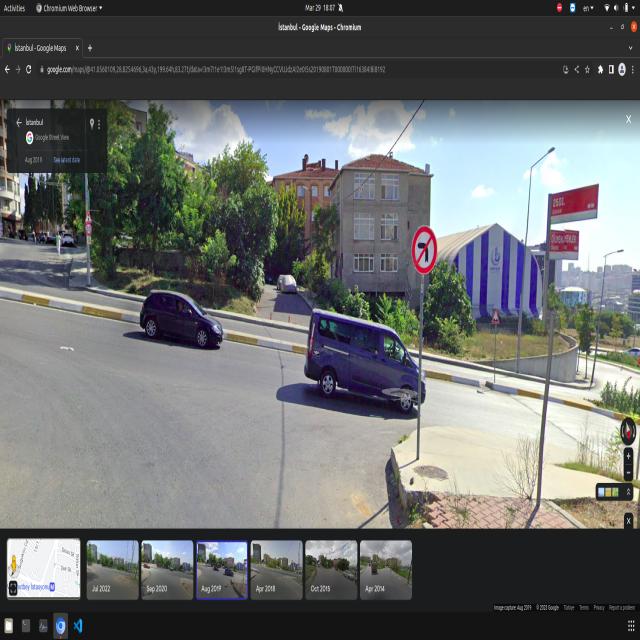 Activities
Chromium Web Browser
Mar 29 18:07
en
İstanbul - Google Maps - Chromium
İstanbul - Google Maps
İstanbul
Google Street View
Aug 2019
See latest date
Jul 2022
Sep 2020
Aug 2019
Apr 2018
Oct 2015
Apr 2014
Image capture: Aug 2019
© 2023 Google
Türkiye
Terms
Privacy
Report a problem